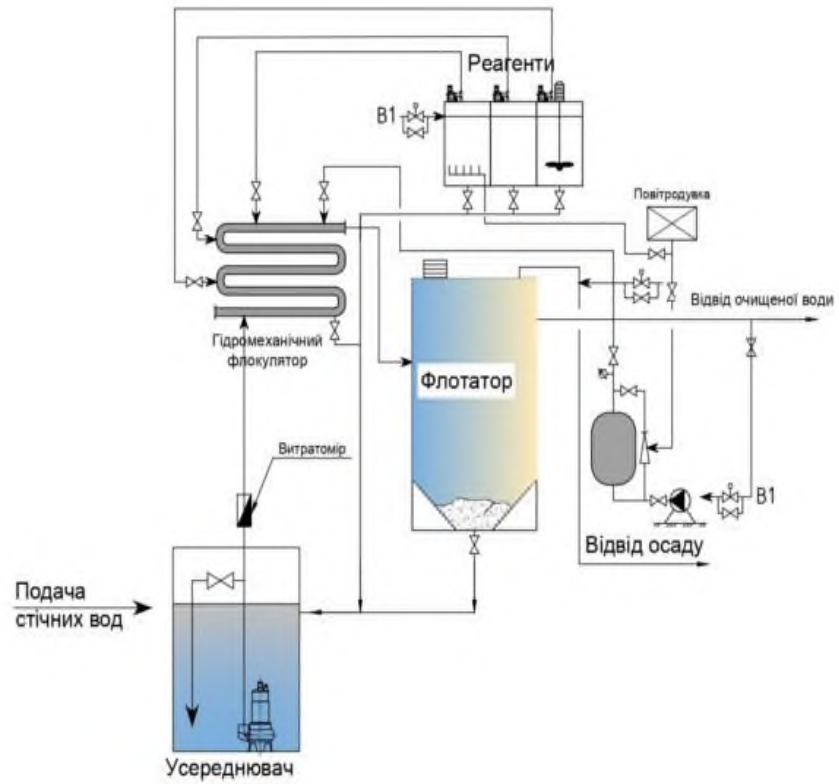 Реагенти
В1
Повітродувка
Відвід очищеної води
Гідромеханічний
флокулятор
Флотатор
Витратомір
В1
Відвід осаду
Подача
стічних вод
Усереднювач